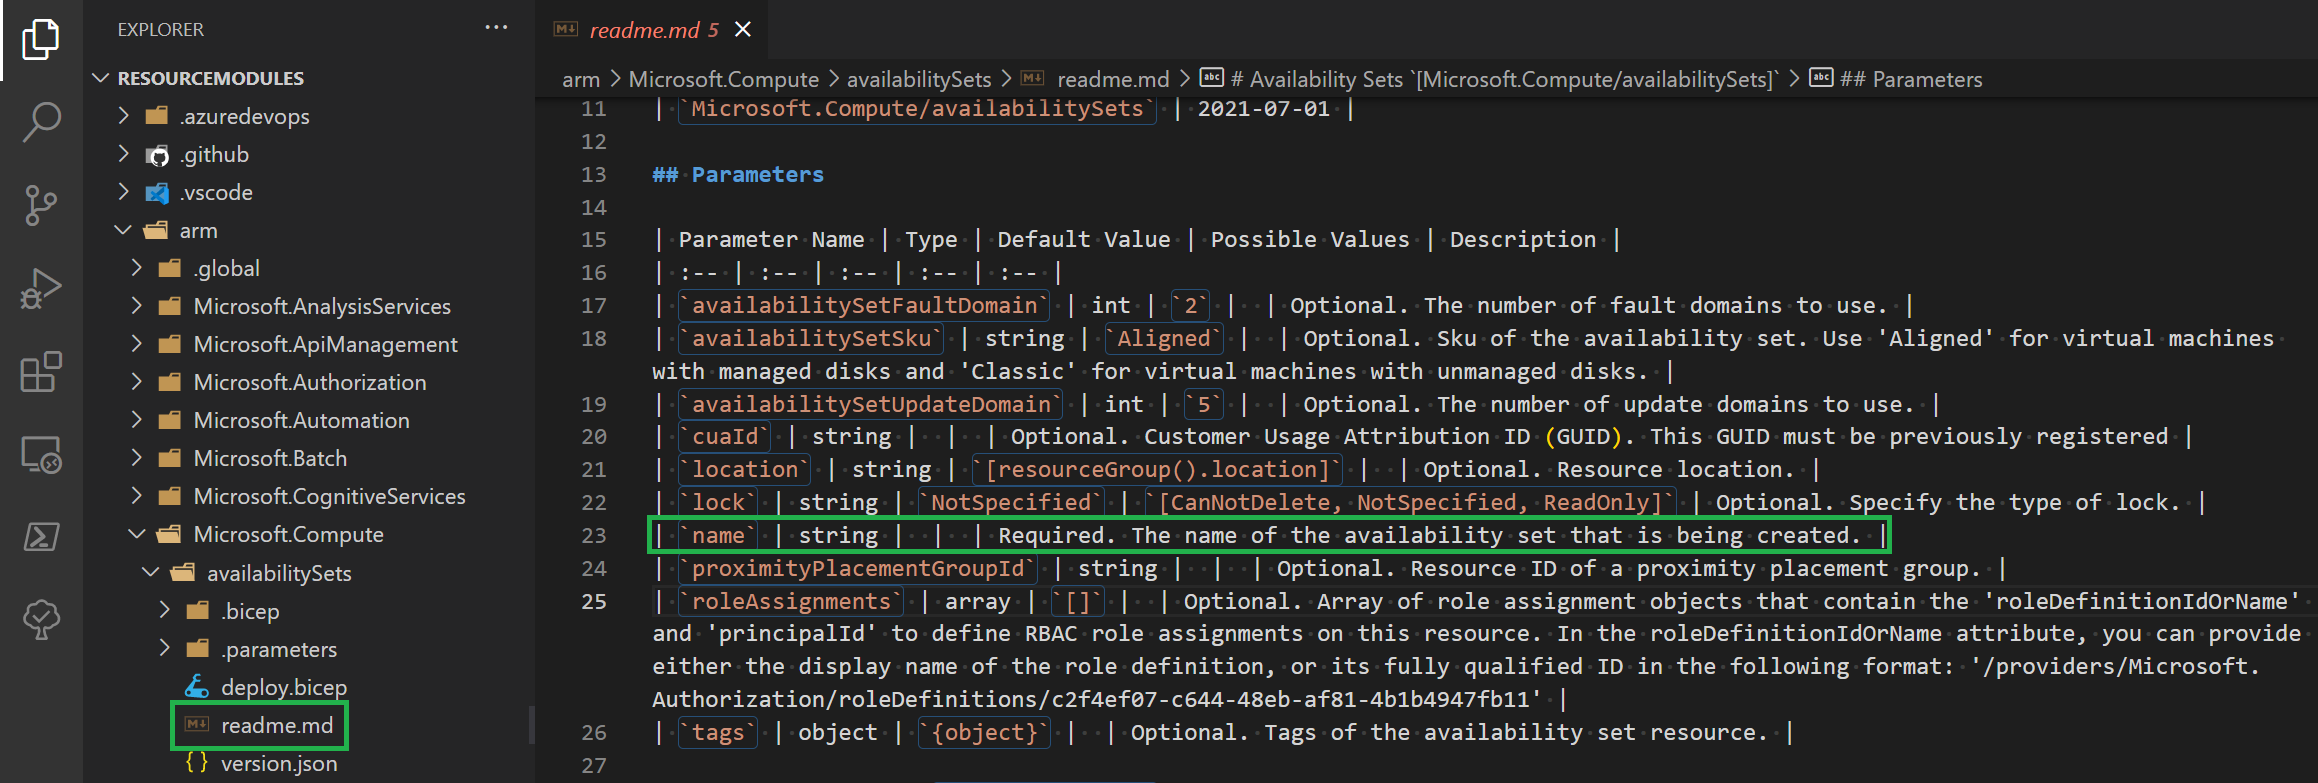 EXPLORER
···
RESOURCEMODULES
.azuredevops
.github
.vscode
arm
.global
Microsoft.AnalysisServices
Microsoft.ApiManagement
Microsoft.Authorization
Microsoft.Automation
Microsoft.Batch
Microsoft.CognitiveServices
Microsoft.Compute
availabilitySets
.bicep
.parameters
deploy.bicep
readme.md
{} version.json
readme.md 5 ×
arm > Microsoft.Compute > availabilitySets > readme.md > abc # Availability Sets `[Microsoft.Compute/availabilitySets]` > abc ## Parameters
11 | `Microsoft.Compute/availabilitySets` | 2021-07-01 |
12
13 ## Parameters
14
15 | Parameter Name | Type | Default Value | Possible Values | Description |
16 | :-- | :-- | :-- | :-- | :-- |
17 | `availabilitySetFaultDomain` | int | `2` | | Optional. The number of fault domains to use. |
18 | `availabilitySetSku` | string | `Aligned` | | Optional. Sku of the availability set. Use 'Aligned' for virtual machines
with managed disks and 'Classic' for virtual machines with unmanaged disks. |
19 | `availabilitySetUpdateDomain` | int | `5` | | Optional. The number of update domains to use. |
20 | `cuaId` | string | | | Optional. Customer Usage Attribution ID (GUID). This GUID must be previously registered |
21 | `location` | string | `[resourceGroup().location]` | | Optional. Resource location. |
22 | `lock` | string | `NotSpecified` | `[CanNotDelete, NotSpecified, ReadOnly]` | Optional. Specify the type of lock. |
23 | `name` | string | | | Required. The name of the availability set that is being created. |
24 | `proximityPlacementGroupId` | string | | | Optional. Resource ID of a proximity placement group. |
25 | `roleAssignments` | array | `[]` | | Optional. Array of role assignment objects that contain the 'roleDefinitionIdOrName'
and 'principalId' to define RBAC role assignments on this resource. In the roleDefinitionIdOrName attribute, you can provide
either the display name of the role definition, or its fully qualified ID in the following format: '/providers/Microsoft.
Authorization/roleDefinitions/c2f4ef07-c644-48eb-af81-4b1b4947fb11' |
26 | `tags` | object | `{object}` | | Optional. Tags of the availability set resource. |
27